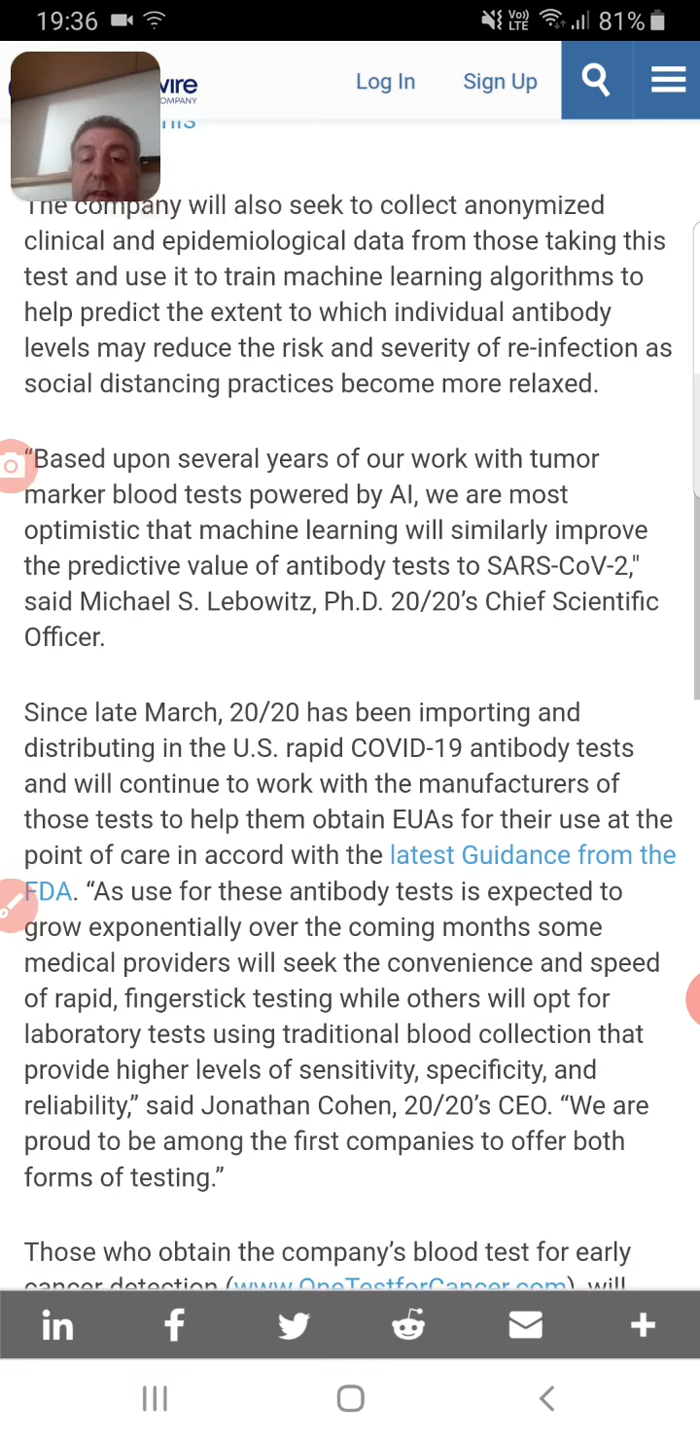 19:36
Vo))
LTE
81%
wire
OMPANY
Log In
Sign Up
The company will also seek to collect anonymized
clinical and epidemiological data from those taking this
test and use it to train machine learning algorithms to
help predict the extent to which individual antibody
levels may reduce the risk and severity of re-infection as
social distancing practices become more relaxed.
“Based upon several years of our work with tumor
marker blood tests powered by AI, we are most
optimistic that machine learning will similarly improve
the predictive value of antibody tests to SARS-CoV-2,"
said Michael S. Lebowitz, Ph.D. 20/20’s Chief Scientific
Officer.
Since late March, 20/20 has been importing and
distributing in the U.S. rapid COVID-19 antibody tests
and will continue to work with the manufacturers of
those tests to help them obtain EUAs for their use at the
point of care in accord with the latest Guidance from the
FDA. “As use for these antibody tests is expected to
grow exponentially over the coming months some
medical providers will seek the convenience and speed
of rapid, fingerstick testing while others will opt for
laboratory tests using traditional blood collection that
provide higher levels of sensitivity, specificity, and
reliability,” said Jonathan Cohen, 20/20’s CEO. “We are
proud to be among the first companies to offer both
forms of testing.”
Those who obtain the company’s blood test for early
cancer detection (www.OneTestforCancer.com), will